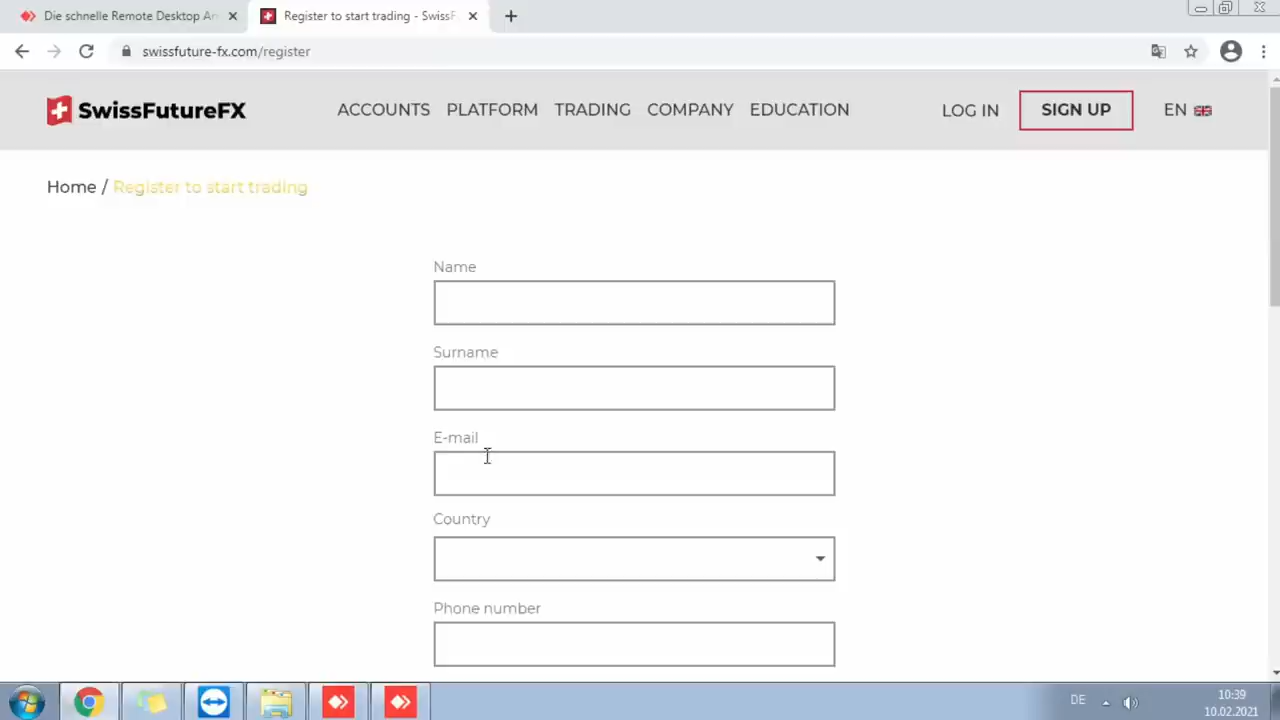 Die schnelle Remote Desktop An
Register to start trading - SwissF
swissfuture-fx.com/register
SwissFutureFX
ACCOUNTS PLATFORM TRADING COMPANY EDUCATION
LOG IN SIGN UP EN
Home / Register to start trading
Name
Surname
E-mail
Country
Phone number
DE
10:39
10.02.2021